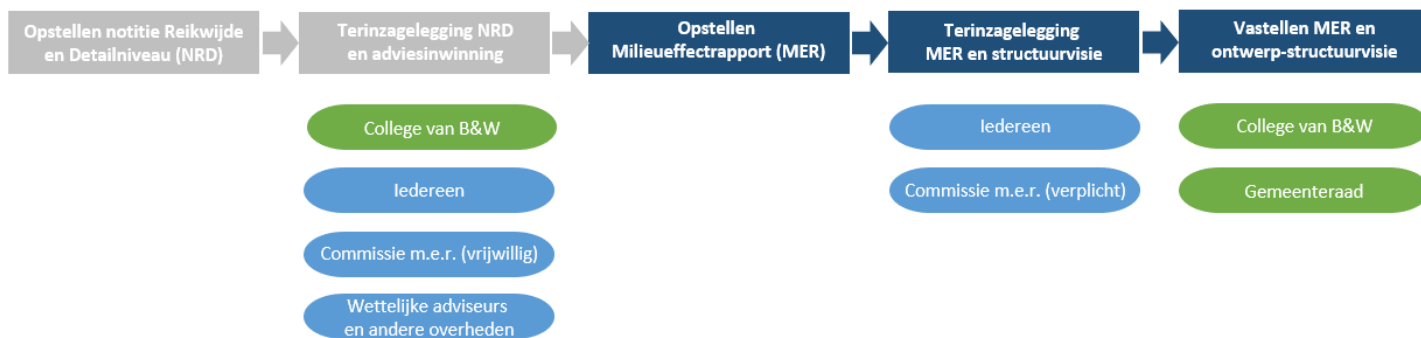 Opstellen notitie Reikwijde
en Detailniveau (NRD)
Terinzagelegging NRD
en adviesinwinning
Opstellen
Milieueffectrapport (MER)
Terinzagelegging
MER en structuurvisie
Vastellen MER en
ontwerp-structuurvisie
College van B&W
Iedereen
Commissie m.e.r. (vrijwillig)
Wettelijke adviseurs
en andere overheden
Iedereen
Commissie m.e.r. (verplicht)
College van B&W
Gemeenteraad